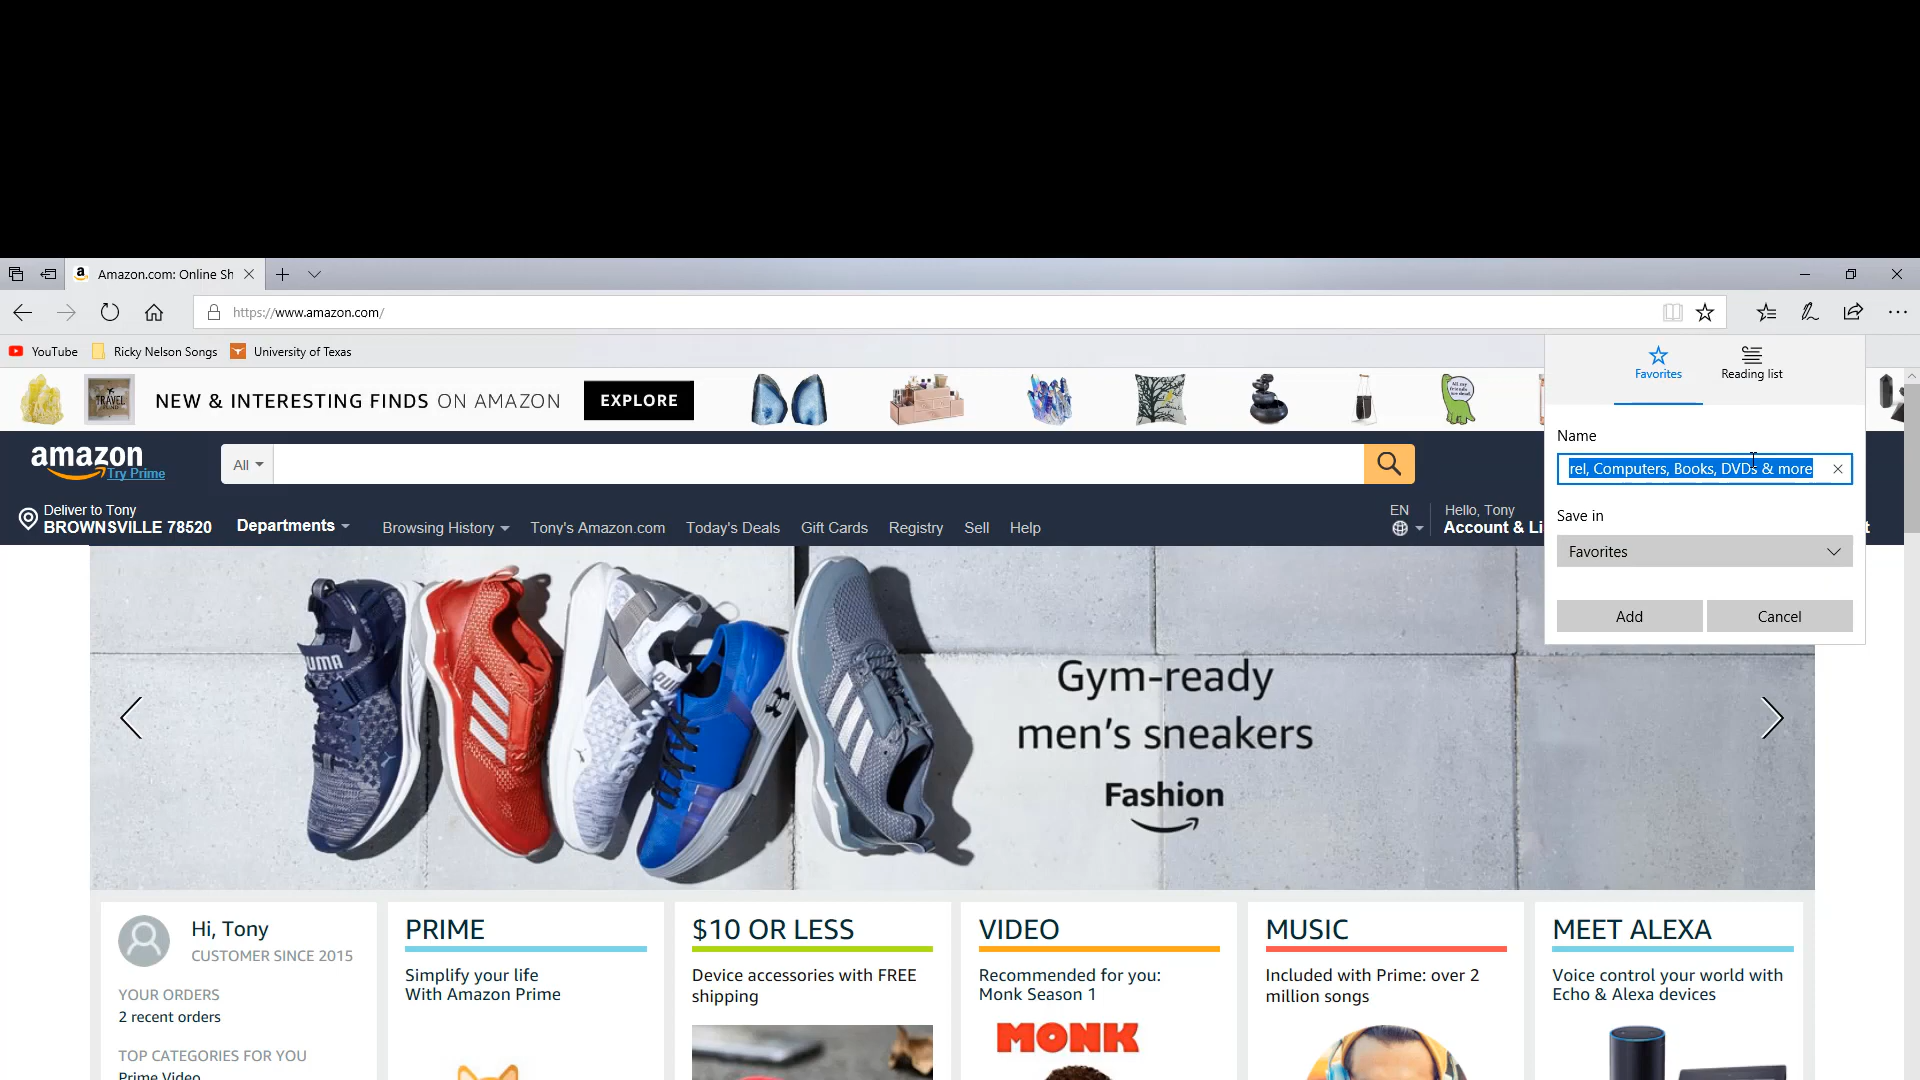 Amazon.com: Online Sh
https://www.amazon.com/
YouTube Ricky Nelson Songs University of Texas
Favorites Reading list
TRAVEL
NEW & INTERESTING FINDS ON AMAZON EXPLORE
Name
rel, Computers, Books, DVDs & more
Save in
Favorites
Add Cancel
amazon
Try Prime
All
Deliver to Tony
BROWNSVILLE 78520
Departments
Browsing History Tony's Amazon.com Today's Deals Gift Cards Registry Sell Help
EN
Hello, Tony
Account & Li
t
PUMA
Gym-ready
men's sneakers
Fashion
Hi, Tony
CUSTOMER SINCE 2015
YOUR ORDERS
2 recent orders
TOP CATEGORIES FOR YOU
Prime Video
PRIME
Simplify your life
With Amazon Prime
$10 OR LESS
Device accessories with FREE
shipping
VIDEO
Recommended for you:
Monk Season 1
MONK
MUSIC
Included with Prime: over 2
million songs
MEET ALEXA
Voice control your world with
Echo & Alexa devices